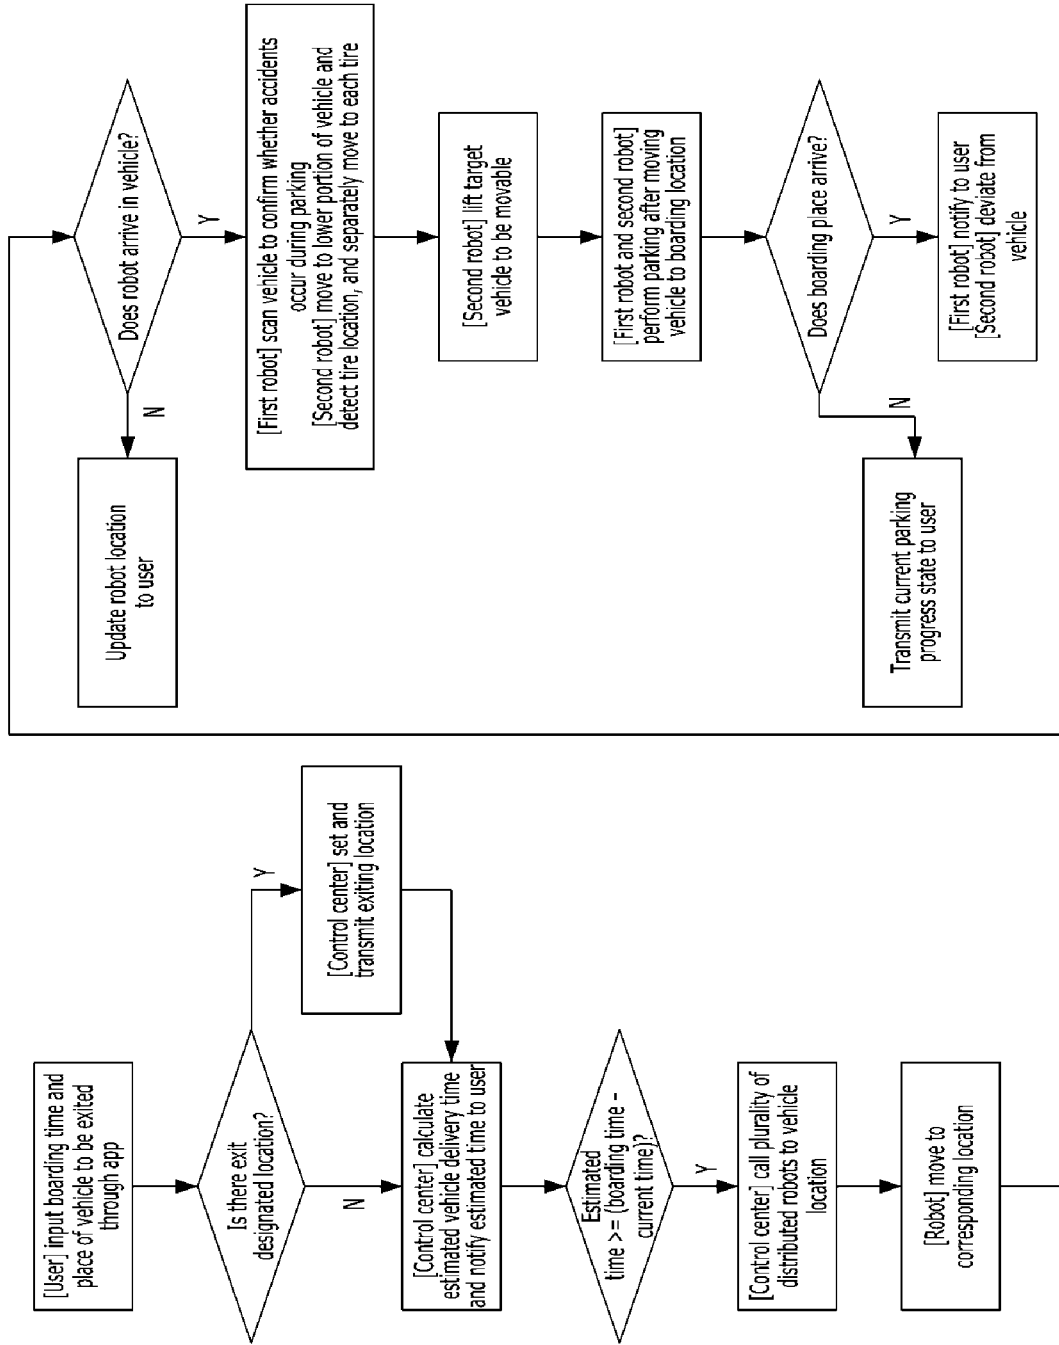 [User] input boarding time and
place of vehicle to be exited
through app
Is there exit
designated location?
Y
N
[Control center] set and
transmit exiting location
[Control center] calculate
estimated vehicle delivery time
and notify estimated time to user
Estimated
time >= (boarding time –
current time)?
Y
[Control center] call plurality of
distributed robots to vehicle
location
[Robot] move to
corresponding location
Does robot arrive in vehicle?
N
Y
Update robot location
to user
[First robot] scan vehicle to confirm whether accidents
occur during parking
[Second robot] move to lower portion of vehicle and
detect tire location, and separately move to each tire
[Second robot] lift target
vehicle to be movable
[First robot and second robot]
perform parking after moving
vehicle to boarding location
Does boarding place arrive?
N
Y
Transmit current parking
progress state to user
[First robot] notify to user
[Second robot] deviate from
vehicle